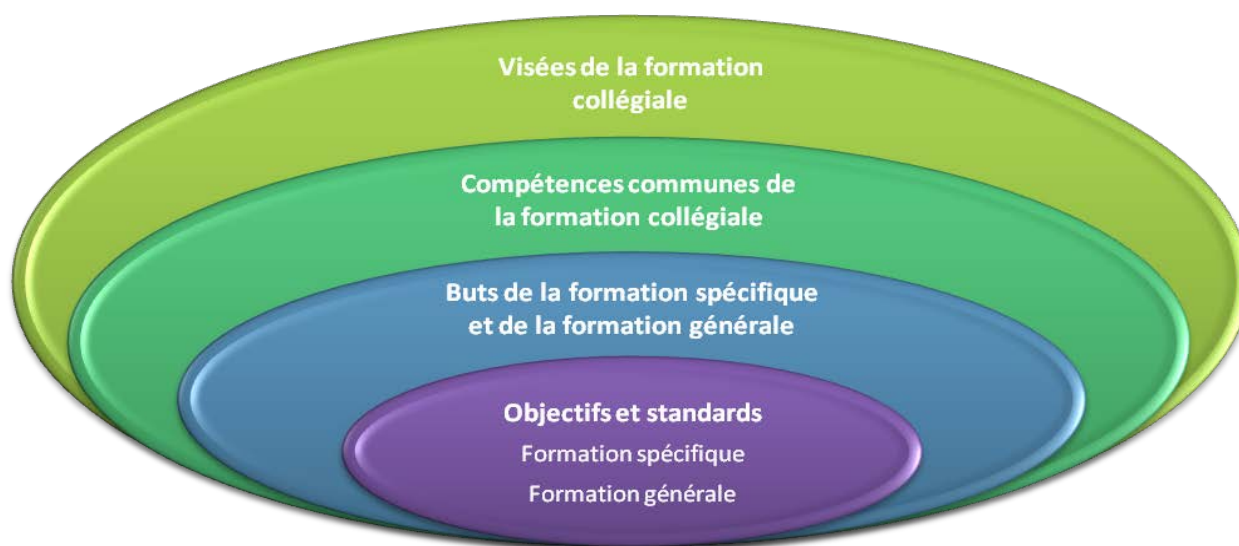 Visées de la formation
collégiale
Compétences communes de
la formation collégiale
Buts de la formation spécifique
et de la formation générale
Objectifs et standards
Formation spécifique
Formation générale